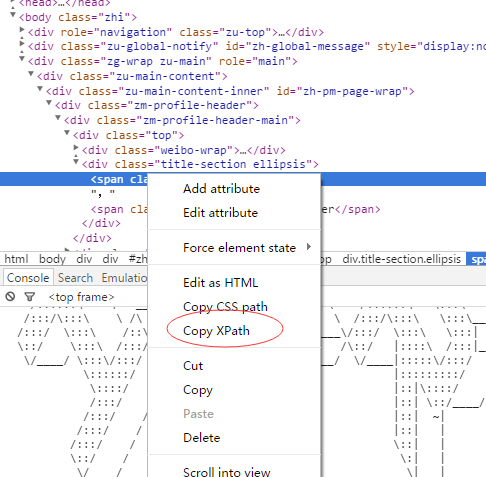 <head>…</head>
<body class="zhi">
<div role="navigation" class="zu-top">…</div>
<div class="zu-global-notify" id="zh-global-message" style="display:no
<div class="zg-wrap zu-main" role="main">
<div class="zu-main-content">
<div class="zu-main-content-inner" id="zh-pm-page-wrap">
<div class="zm-profile-header">
<div class="zm-profile-header-main">
<div class="top">
<div class="weibo-wrap">…</div>
<div class="title-section ellipsis">
<span cla
", "
<span c
er</span>
</div>
</div>
Add attribute
Edit attribute
Force element state
Edit as HTML
Copy CSS path
Copy XPath
Cut
Copy
Paste
Delete
Scroll into view
html body div div #zh
op div.title-section.ellipsis spa
Console Search Emulation
<top frame>